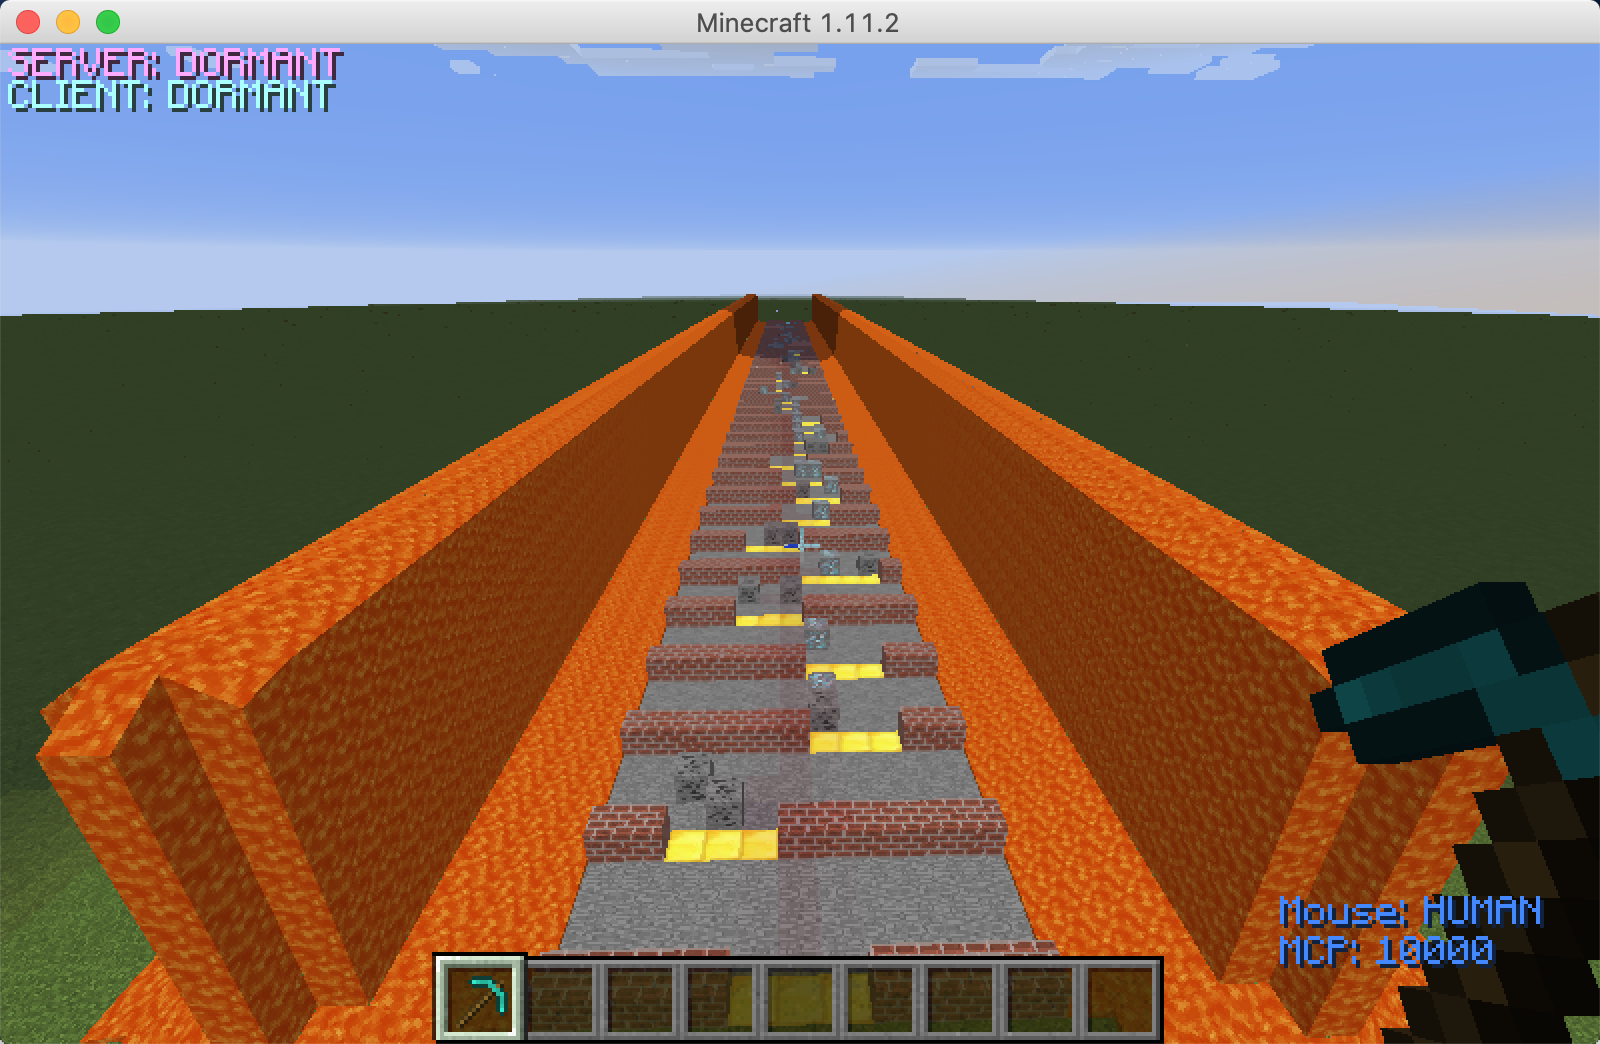 Minecraft 1.11.2
SERVER: DORMANT
CLIENT: DORMANT
Mouse: HUMAN
MCP: 10000